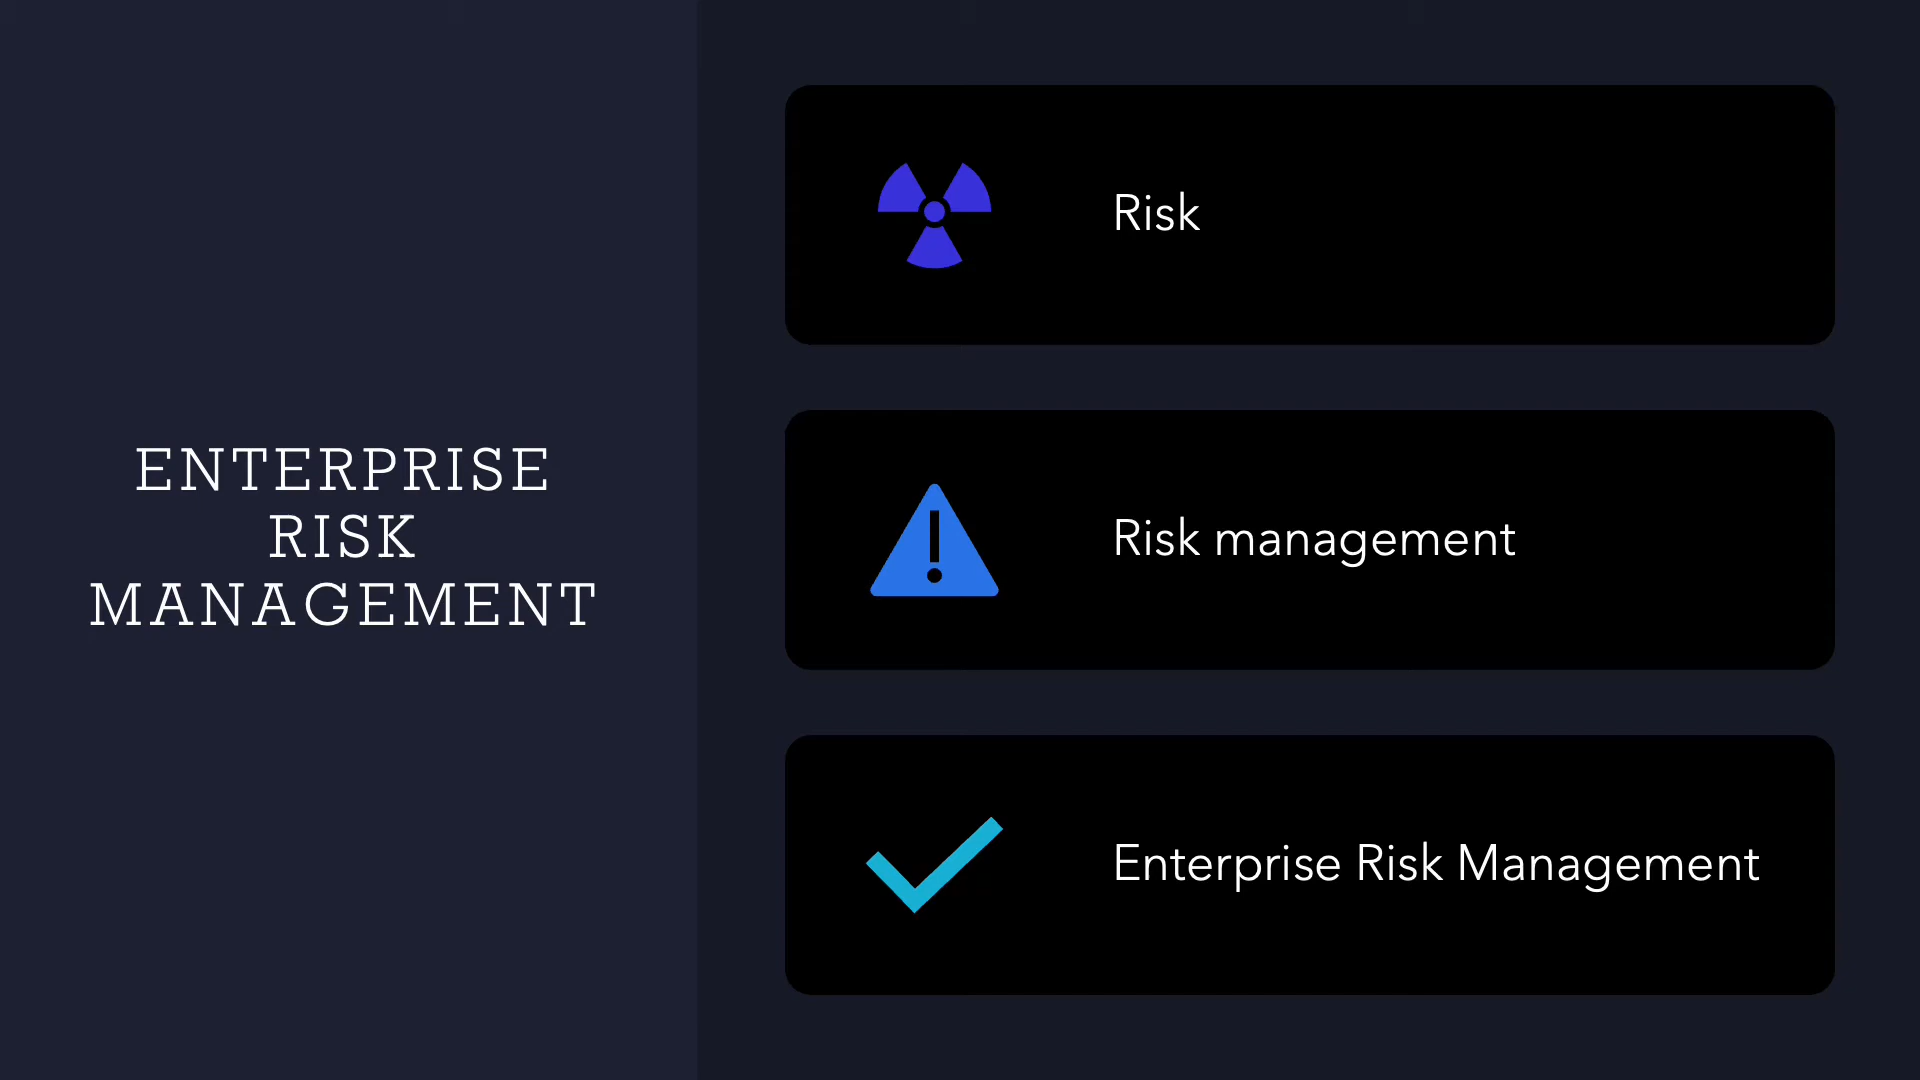 ENTERPRISE
RISK
MANAGEMENT
Risk
Risk management
Enterprise Risk Management